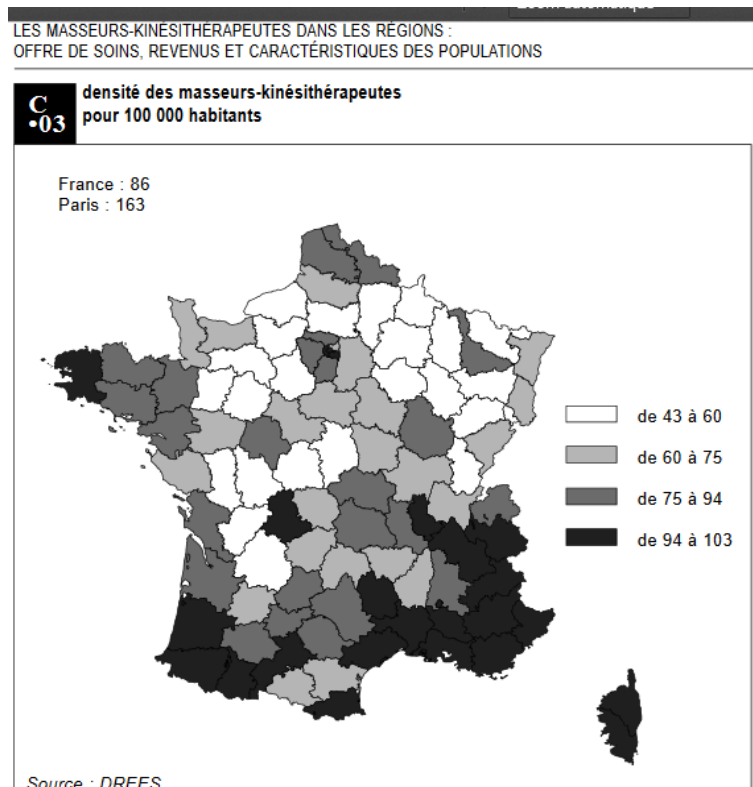 LES MASSEURS-KINÉSITHÉRAPEUTES DANS LES RÉGIONS :
OFFRE DE SOINS, REVENUS ET CARACTÉRISTIQUES DES POPULATIONS
C
•03
densité des masseurs-kinésithérapeutes
pour 100 000 habitants
France : 86
Paris : 163
de 43 à 60
de 60 à 75
de 75 à 94
de 94 à 103
Source : DREES